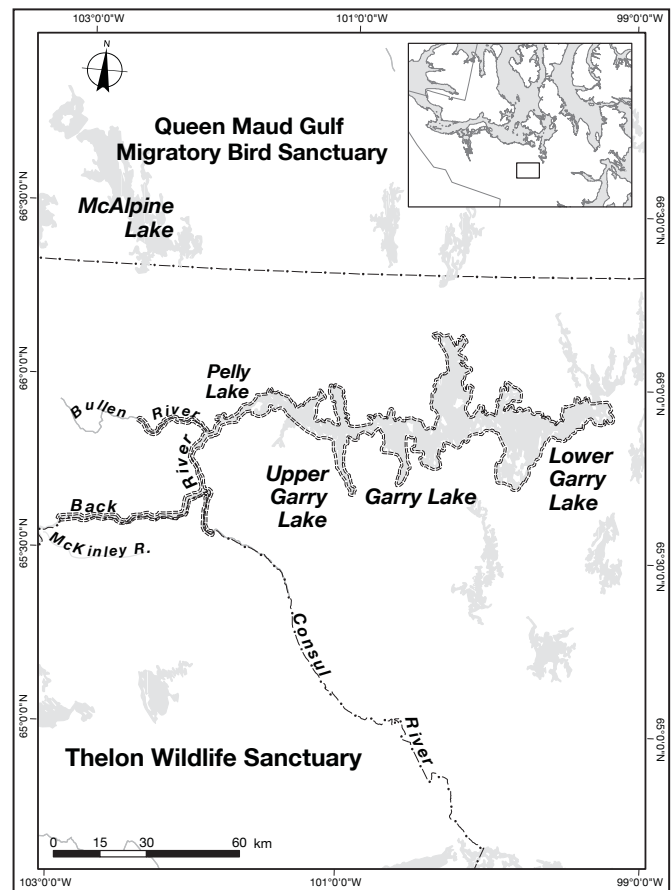 103°0'0"W
101°0'0"W
99°0'0"W
N
Queen Maud Gulf
Migratory Bird Sanctuary
McAlpine
Lake
66°30'0"N
66°30'0"N
66°0'0"N
66°0'0"N
Pelly
Lake
Bullen River
River
Upper
Garry
Lake
Garry Lake
Lower
Garry
Lake
Back
McKinley R.
65°30'0"N
65°30'0"N
Consul
River
65°0'0"N
65°0'0"N
Thelon Wildlife Sanctuary
0 15 30 60 km
103°0'0"W
101°0'0"W
99°0'0"W